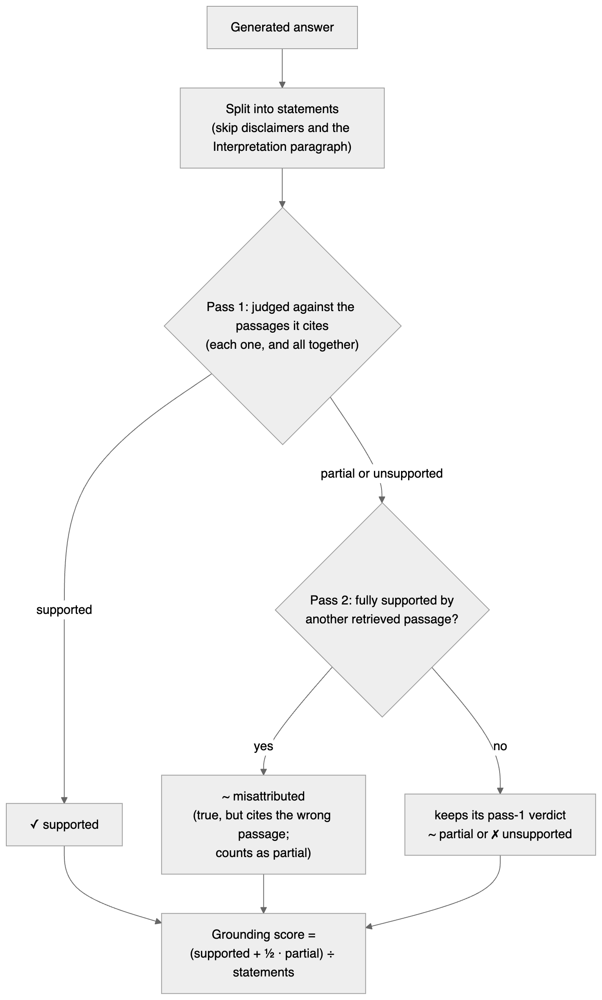 Generated answer
Split into statements
(skip disclaimers and the
Interpretation paragraph)
Pass 1: judged against the
passages it cites
(each one, and all together)
partial or unsupported
supported
Pass 2: fully supported by
another retrieved passage?
yes
no
~ misattributed
(true, but cites the wrong
passage;
counts as partial)
✓ supported
keeps its pass-1 verdict
~ partial or ✗ unsupported
Grounding score =
(supported + ½ · partial) ÷
statements